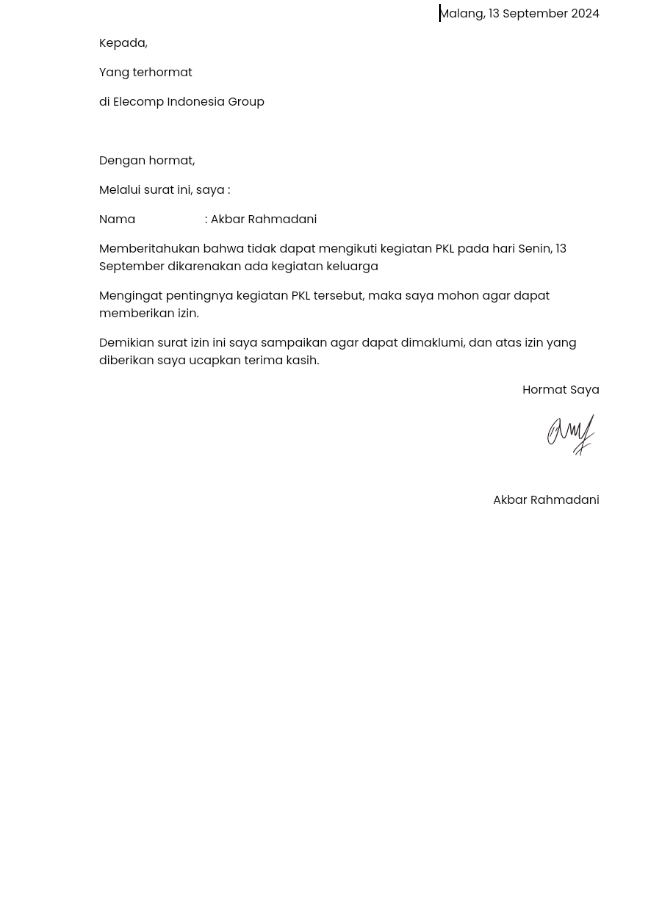 Malang, 13 September 2024
Kepada,
Yang terhormat
di Elecomp Indonesia Group
Dengan hormat,
Melalui surat ini, saya :
Nama : Akbar Rahmadani
Memberitahukan bahwa tidak dapat mengikuti kegiatan PKL pada hari Senin, 13
September dikarenakan ada kegiatan keluarga
Mengingat pentingnya kegiatan PKL tersebut, maka saya mohon agar dapat
memberikan izin.
Demikian surat izin ini saya sampaikan agar dapat dimaklumi, dan atas izin yang
diberikan saya ucapkan terima kasih.
Hormat Saya
Akbar Rahmadani